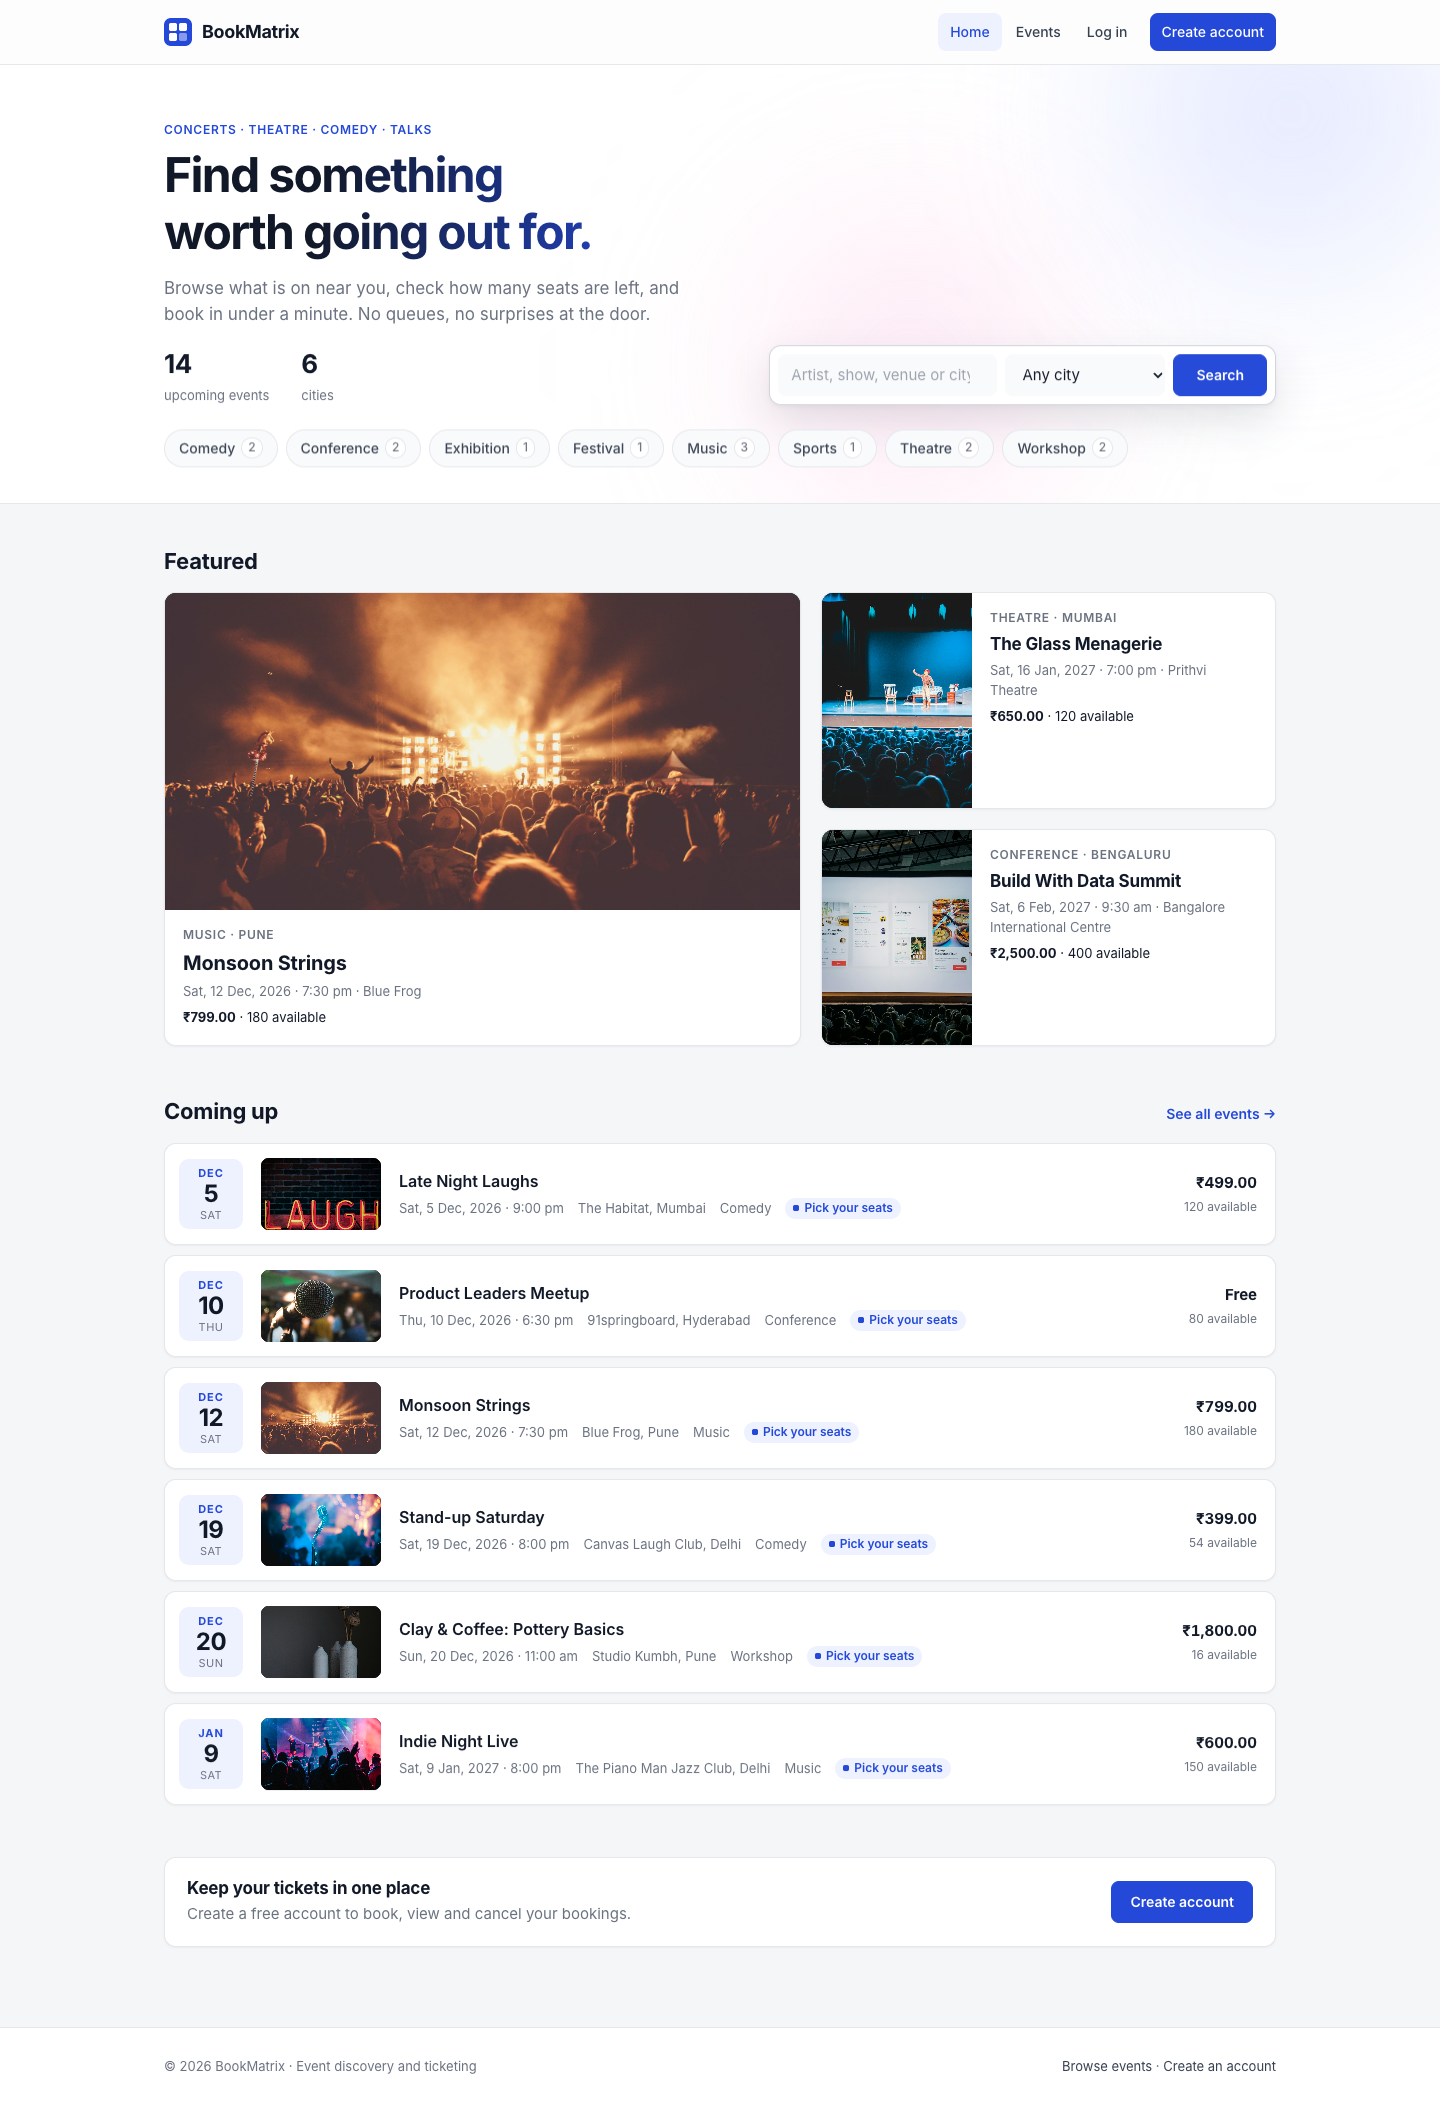 BookMatrix
Home Events Log in Create account
CONCERTS · THEATRE · COMEDY · TALKS
Find something
worth going out for.
Browse what is on near you, check how many seats are left, and
book in under a minute. No queues, no surprises at the door.
14
upcoming events
6
cities
Artist, show, venue or city
Any city
Search
Comedy 2
Conference 2
Exhibition 1
Festival 1
Music 3
Sports 1
Theatre 2
Workshop 2
Featured
MUSIC · PUNE
Monsoon Strings
Sat, 12 Dec, 2026 · 7:30 pm · Blue Frog
₹799.00 · 180 available
THEATRE · MUMBAI
The Glass Menagerie
Sat, 16 Jan, 2027 · 7:00 pm · Prithvi
Theatre
₹650.00 · 120 available
CONFERENCE · BENGALURU
Build With Data Summit
Sat, 6 Feb, 2027 · 9:30 am · Bangalore
International Centre
₹2,500.00 · 400 available
Coming up
See all events →
DEC
5
SAT
LAUGH
Late Night Laughs
Sat, 5 Dec, 2026 · 9:00 pm The Habitat, Mumbai Comedy Pick your seats
₹499.00
120 available
DEC
10
THU
Product Leaders Meetup
Thu, 10 Dec, 2026 · 6:30 pm 91springboard, Hyderabad Conference Pick your seats
Free
80 available
DEC
12
SAT
Monsoon Strings
Sat, 12 Dec, 2026 · 7:30 pm Blue Frog, Pune Music Pick your seats
₹799.00
180 available
DEC
19
SAT
Stand-up Saturday
Sat, 19 Dec, 2026 · 8:00 pm Canvas Laugh Club, Delhi Comedy Pick your seats
₹399.00
54 available
DEC
20
SUN
Clay & Coffee: Pottery Basics
Sun, 20 Dec, 2026 · 11:00 am Studio Kumbh, Pune Workshop Pick your seats
₹1,800.00
16 available
JAN
9
SAT
Indie Night Live
Sat, 9 Jan, 2027 · 8:00 pm The Piano Man Jazz Club, Delhi Music Pick your seats
₹600.00
150 available
Keep your tickets in one place
Create a free account to book, view and cancel your bookings.
Create account
© 2026 BookMatrix · Event discovery and ticketing
Browse events · Create an account